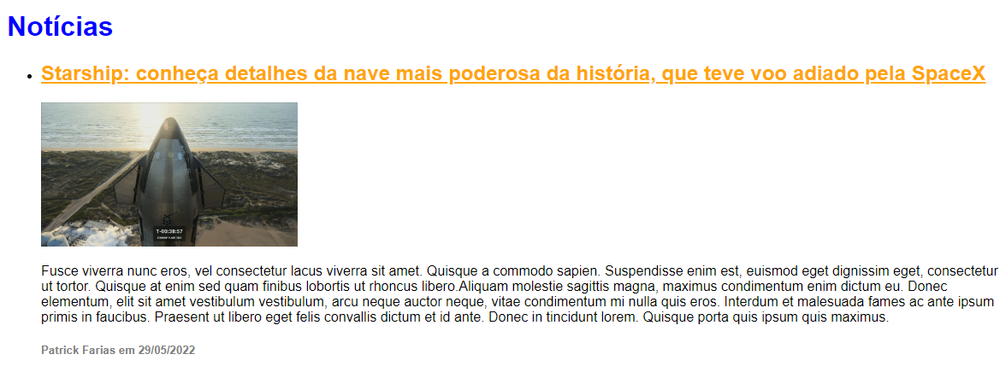 Notícias
Starship: conheça detalhes da nave mais poderosa da história, que teve voo adiado pela SpaceX
T-00:38:57
STARSHIP FLIGHT TEST
Fusce viverra nunc eros, vel consectetur lacus viverra sit amet. Quisque a commodo sapien. Suspendisse enim est, euismod eget dignissim eget, consectetur
ut tortor. Quisque at enim sed quam finibus lobortis ut rhoncus libero.Aliquam molestie sagittis magna, maximus condimentum enim dictum eu. Donec
elementum, elit sit amet vestibulum vestibulum, arcu neque auctor neque, vitae condimentum mi nulla quis eros. Interdum et malesuada fames ac ante ipsum
primis in faucibus. Praesent ut libero eget felis convallis dictum et id ante. Donec in tincidunt lorem. Quisque porta quis ipsum quis maximus.
Patrick Farias em 29/05/2022